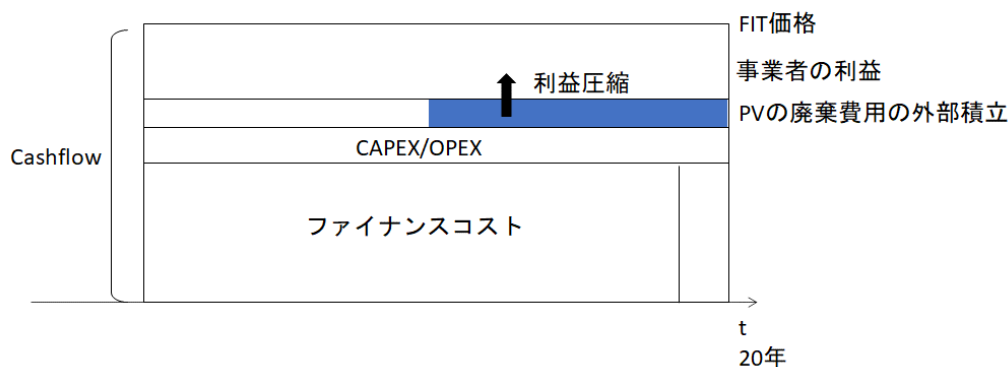 FIT価格
事業者の利益
利益圧縮
PVの廃棄費用の外部積立
CAPEX/OPEX
Cashflow
ファイナンスコスト
t
20年